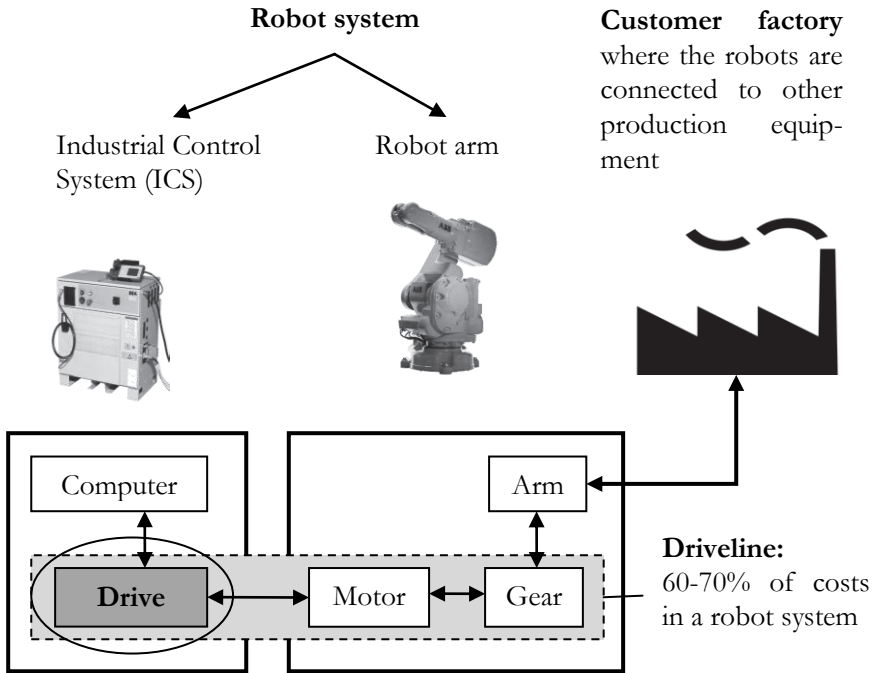 Robot system
Customer factory
where the robots are
connected to other
production equip-
ment
Industrial Control
System (ICS)
Robot arm
ABB
Computer
Arm
Drive
Motor
Gear
Driveline:
60-70% of costs
in a robot system